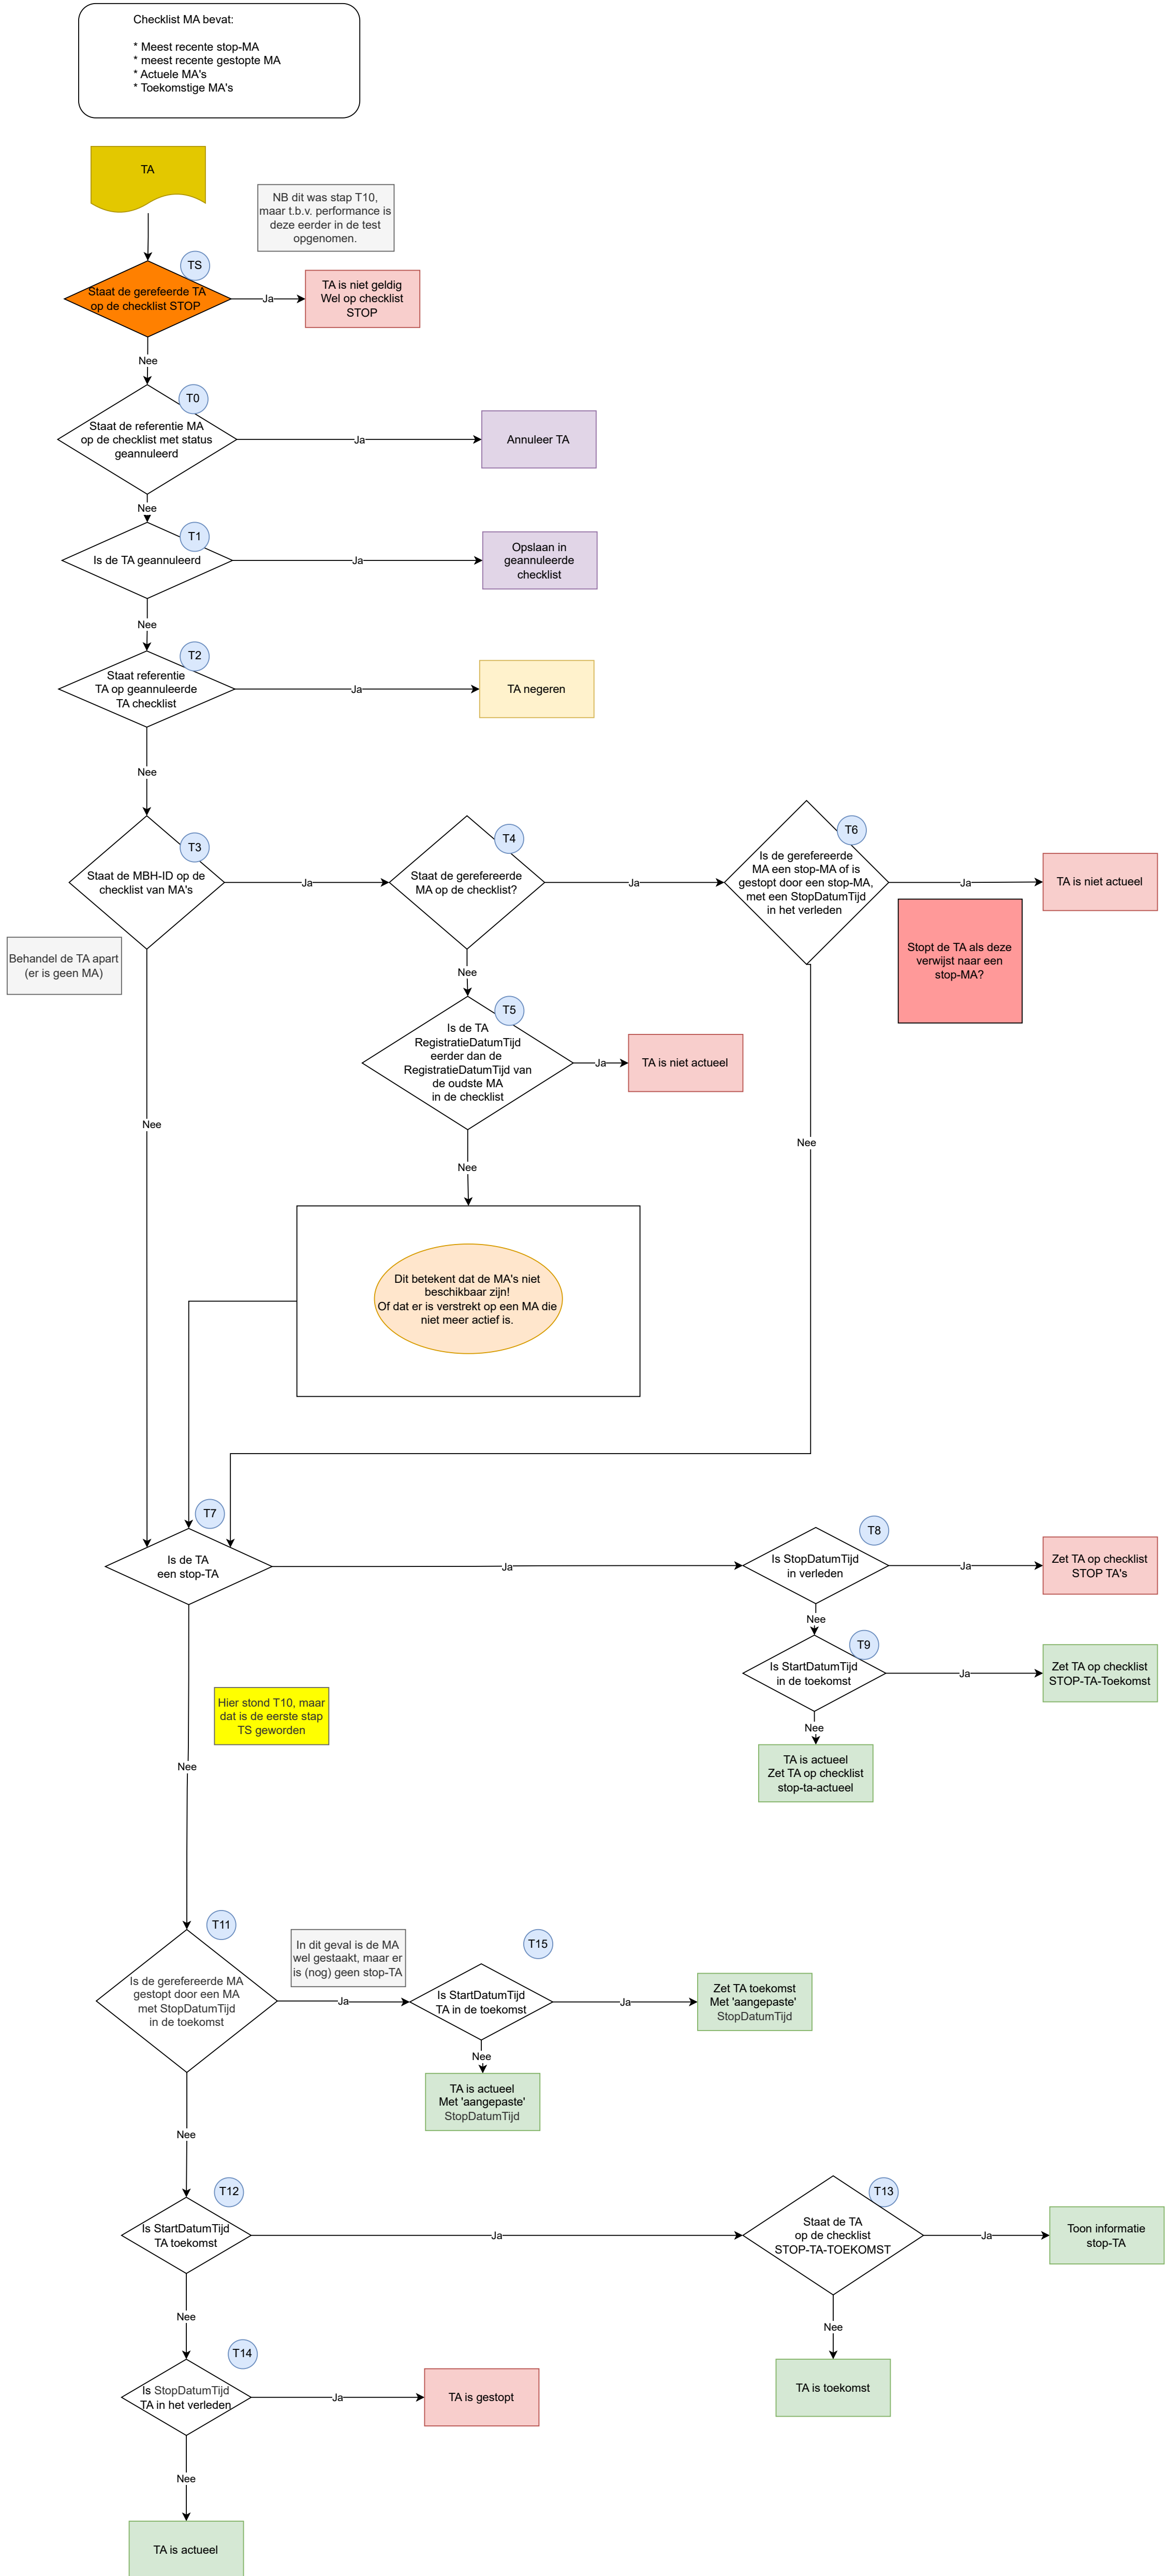 Checklist MA bevat:
* Meest recente stop-MA
* meest recente gestopte MA
* Actuele MA's
* Toekomstige MA's
TA
NB dit was stap T10,
maar t.b.v. performance is
deze eerder in de test
opgenomen.
TS
Staat de gerefeerde TA
op de checklist STOP
Ja
TA is niet geldig
Wel op checklist
STOP
Nee
T0
Staat de referentie MA
op de checklist met status
geannuleerd
Ja
Annuleer TA
Nee
T1
Is de TA geannuleerd
Ja
Opslaan in
geannuleerde
checklist
Nee
T2
Staat referentie
TA op geannuleerde
TA checklist
Ja
TA negeren
Nee
T3
Staat de MBH-ID op de
checklist van MA's
Ja
T4
Staat de gerefereerde
MA op de checklist?
Ja
T6
Is de gerefereerde
MA een stop-MA of is
gestopt door een stop-MA,
met een StopDatumTijd
in het verleden
Ja
TA is niet actueel
Stopt de TA als deze
verwijst naar een
stop-MA?
Behandel de TA apart
(er is geen MA)
Nee
T5
Is de TA
RegistratieDatumTijd
eerder dan de
RegistratieDatumTijd van
de oudste MA
in de checklist
Ja
TA is niet actueel
Nee
Nee
Nee
Dit betekent dat de MA's niet
beschikbaar zijn!
Of dat er is verstrekt op een MA die
niet meer actief is.
T7
Is de TA
een stop-TA
Ja
T8
Is StopDatumTijd
in verleden
Ja
Zet TA op checklist
STOP TA's
Nee
T9
Is StartDatumTijd
in de toekomst
Ja
Zet TA op checklist
STOP-TA-Toekomst
Nee
TA is actueel
Zet TA op checklist
stop-ta-actueel
Hier stond T10, maar
dat is de eerste stap
TS geworden
Nee
T11
Is de gerefereerde MA
gestopt door een MA
met StopDatumTijd
in de toekomst
Ja
In dit geval is de MA
wel gestaakt, maar er
is (nog) geen stop-TA
T15
Is StartDatumTijd
TA in de toekomst
Ja
Zet TA toekomst
Met 'aangepaste'
StopDatumTijd
Nee
TA is actueel
Met 'aangepaste'
StopDatumTijd
Nee
T12
Is StartDatumTijd
TA toekomst
Ja
T13
Staat de TA
op de checklist
STOP-TA-TOEKOMST
Ja
Toon informatie
stop-TA
Nee
TA is toekomst
Nee
T14
Is StopDatumTijd
TA in het verleden
Ja
TA is gestopt
Nee
TA is actueel